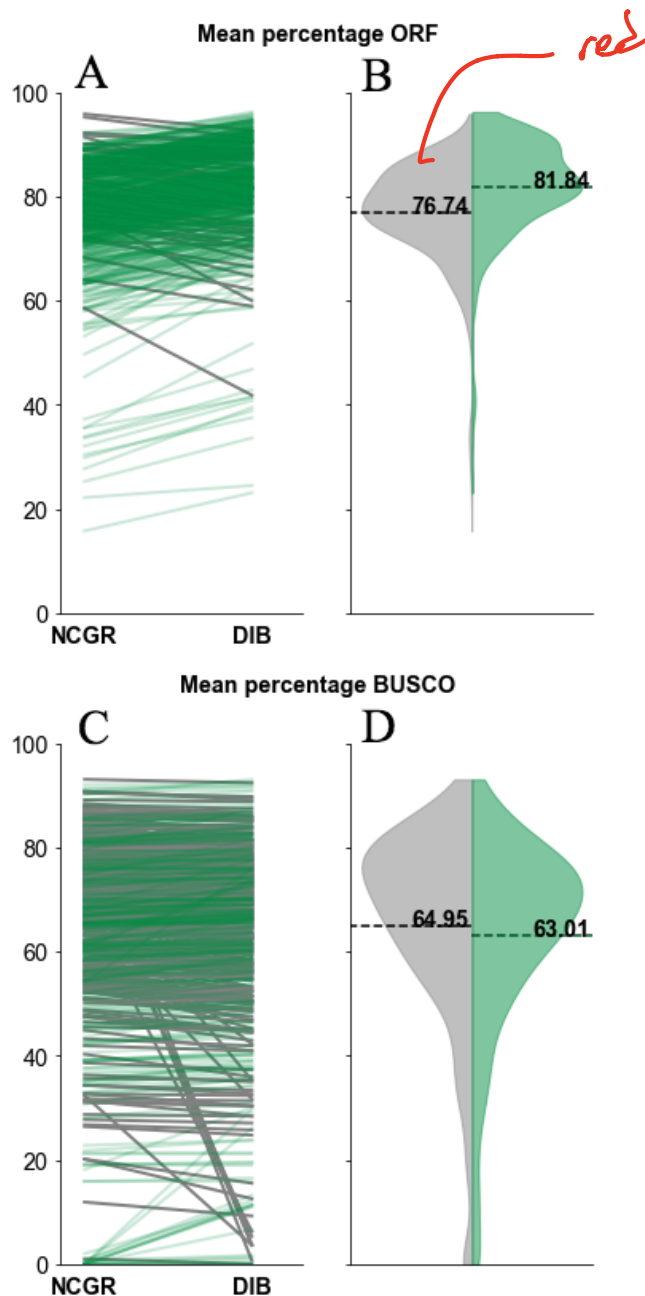 Mean percentage ORF
red
A
B
100
80
60
40
20
0
76.74
81.84
NCGR
DIB
Mean percentage BUSCO
C
D
100
80
60
40
20
0
64.95
63.01
NCGR
DIB